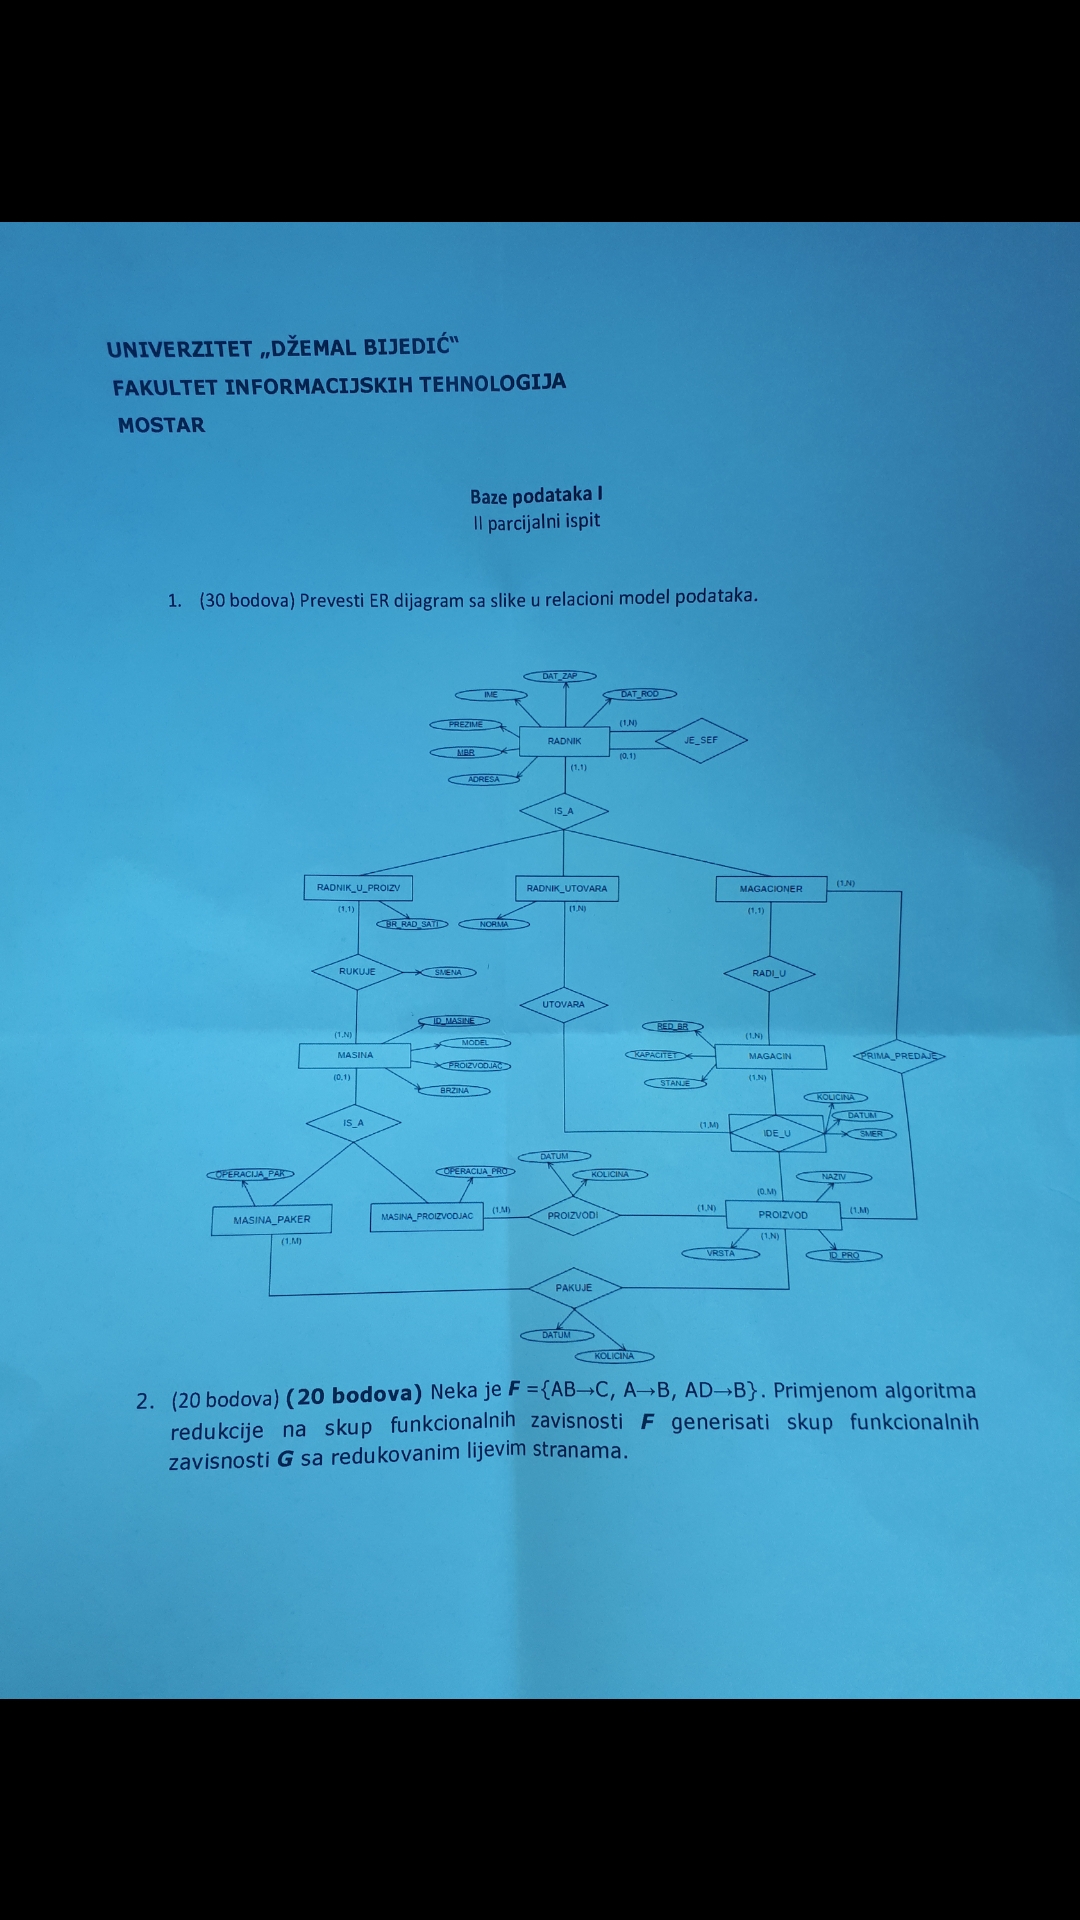 UNIVERZITET „DŽEMAL BIJEDIĆ“
FAKULTET INFORMACIJSKIH TEHNOLOGIJA
MOSTAR
Baze podataka I
II parcijalni ispit
1. (30 bodova) Prevesti ER dijagram sa slike u relacioni model podataka.
DAT_ZAP
IME
DAT_ROD
PREZIME
(1,N)
RADNIK
JE_SEF
MBR
(0,1)
(1,1)
ADRESA
IS_A
RADNIK_U_PROIZV
RADNIK_UTOVARA
MAGACIONER
(1,N)
(1,1)
(1,N)
(1,1)
BR_RAD_SATI
NORMA
RUKUJE
SMENA
RADI_U
UTOVARA
ID_MASINE
RED_BR
(1,N)
(1,N)
MODEL
MASINA
KAPACITET
MAGACIN
PRIMA_PREDAJE
PROIZVODJAC
(0,1)
(1,N)
STANJE
BRZINA
KOLICINA
DATUM
IS_A
(1,M)
IDE_U
SMER
DATUM
OPERACIJA_PAK
OPERACIJA_PRO
KOLICINA
NAZIV
(0,M)
MASINA_PAKER
MASINA_PROIZVODJAC
(1,M)
PROIZVODI
(1,N)
PROIZVOD
(1,M)
(1,M)
(1,N)
VRSTA
ID_PRO
PAKUJE
DATUM
KOLICINA
2. (20 bodova) (20 bodova) Neka je F ={AB→C, A→B, AD→B}. Primjenom algoritma
redukcije na skup funkcionalnih zavisnosti F generisati skup funkcionalnih
zavisnosti G sa redukovanim lijevim stranama.